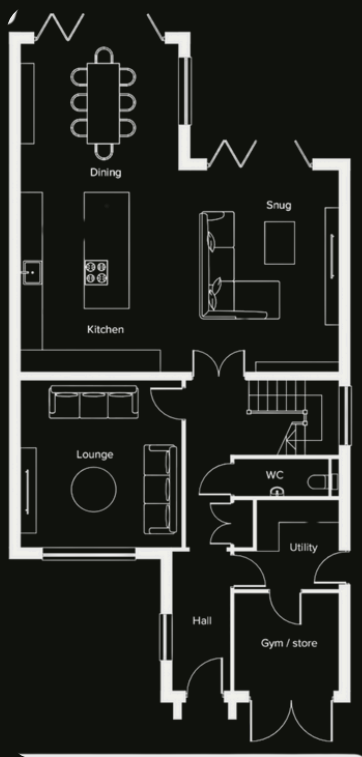 Dining
Snug
Kitchen
Lounge
WC
Utility
Hall
Gym / store